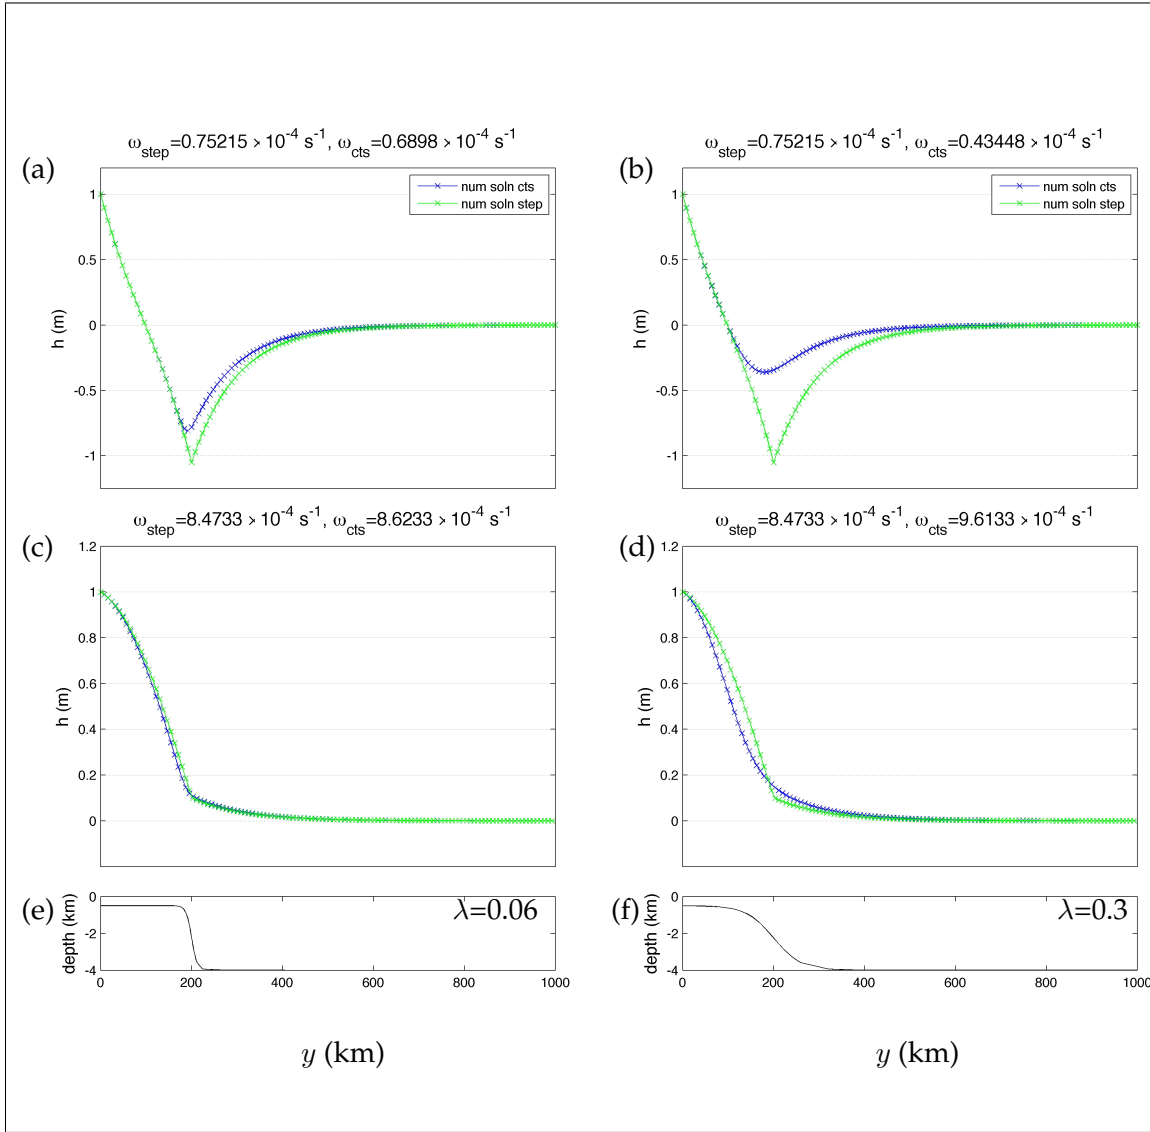 ω_step=0.75215 × 10^-4 s^-1, ω_cts=0.6898 × 10^-4 s^-1
(a)
num soln cts
num soln step
1
0.5
0
-0.5
-1
h (m)
ω_step=0.75215 × 10^-4 s^-1, ω_cts=0.43448 × 10^-4 s^-1
(b)
num soln cts
num soln step
1
0.5
0
-0.5
-1
h (m)
ω_step=8.4733 × 10^-4 s^-1, ω_cts=8.6233 × 10^-4 s^-1
(c)
1.2
1
0.8
0.6
0.4
0.2
0
h (m)
ω_step=8.4733 × 10^-4 s^-1, ω_cts=9.6133 × 10^-4 s^-1
(d)
1.2
1
0.8
0.6
0.4
0.2
0
h (m)
(e)
λ=0.06
0
-2
-4
depth (km)
0 200 400 600 800 1000
y (km)
(f)
λ=0.3
0
-2
-4
depth (km)
0 200 400 600 800 1000
y (km)